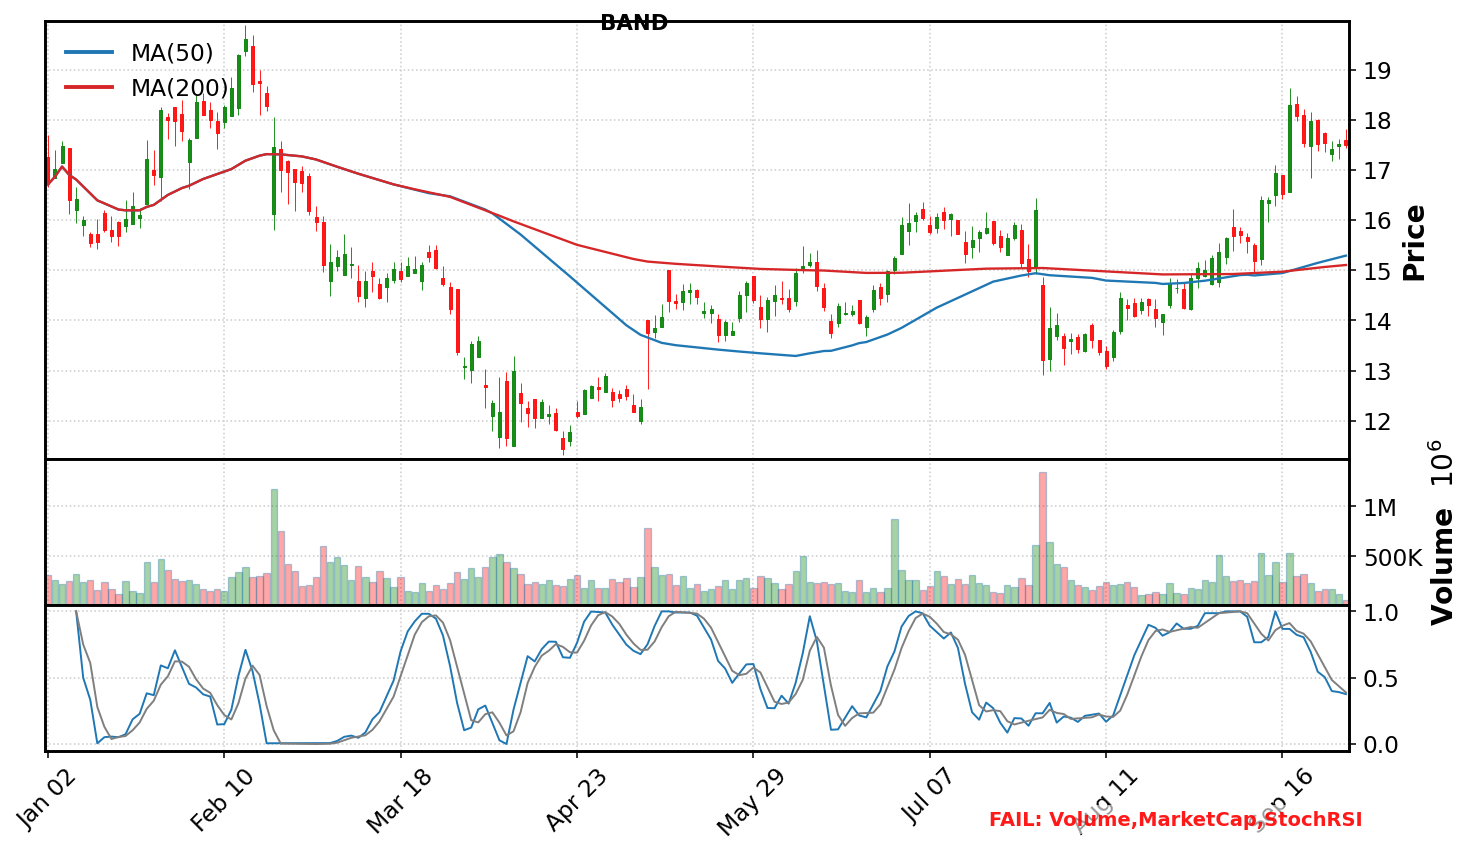 BAND
MA(50)
MA(200)
19
18
17
16
15
14
13
12
Price
1M
500K
Volume 10^6
1.0
0.5
0.0
Jan 02
Feb 10
Mar 18
Apr 23
May 29
Jul 07
Aug 11
Sep 16
FAIL: Volume,MarketCap,StochRSI